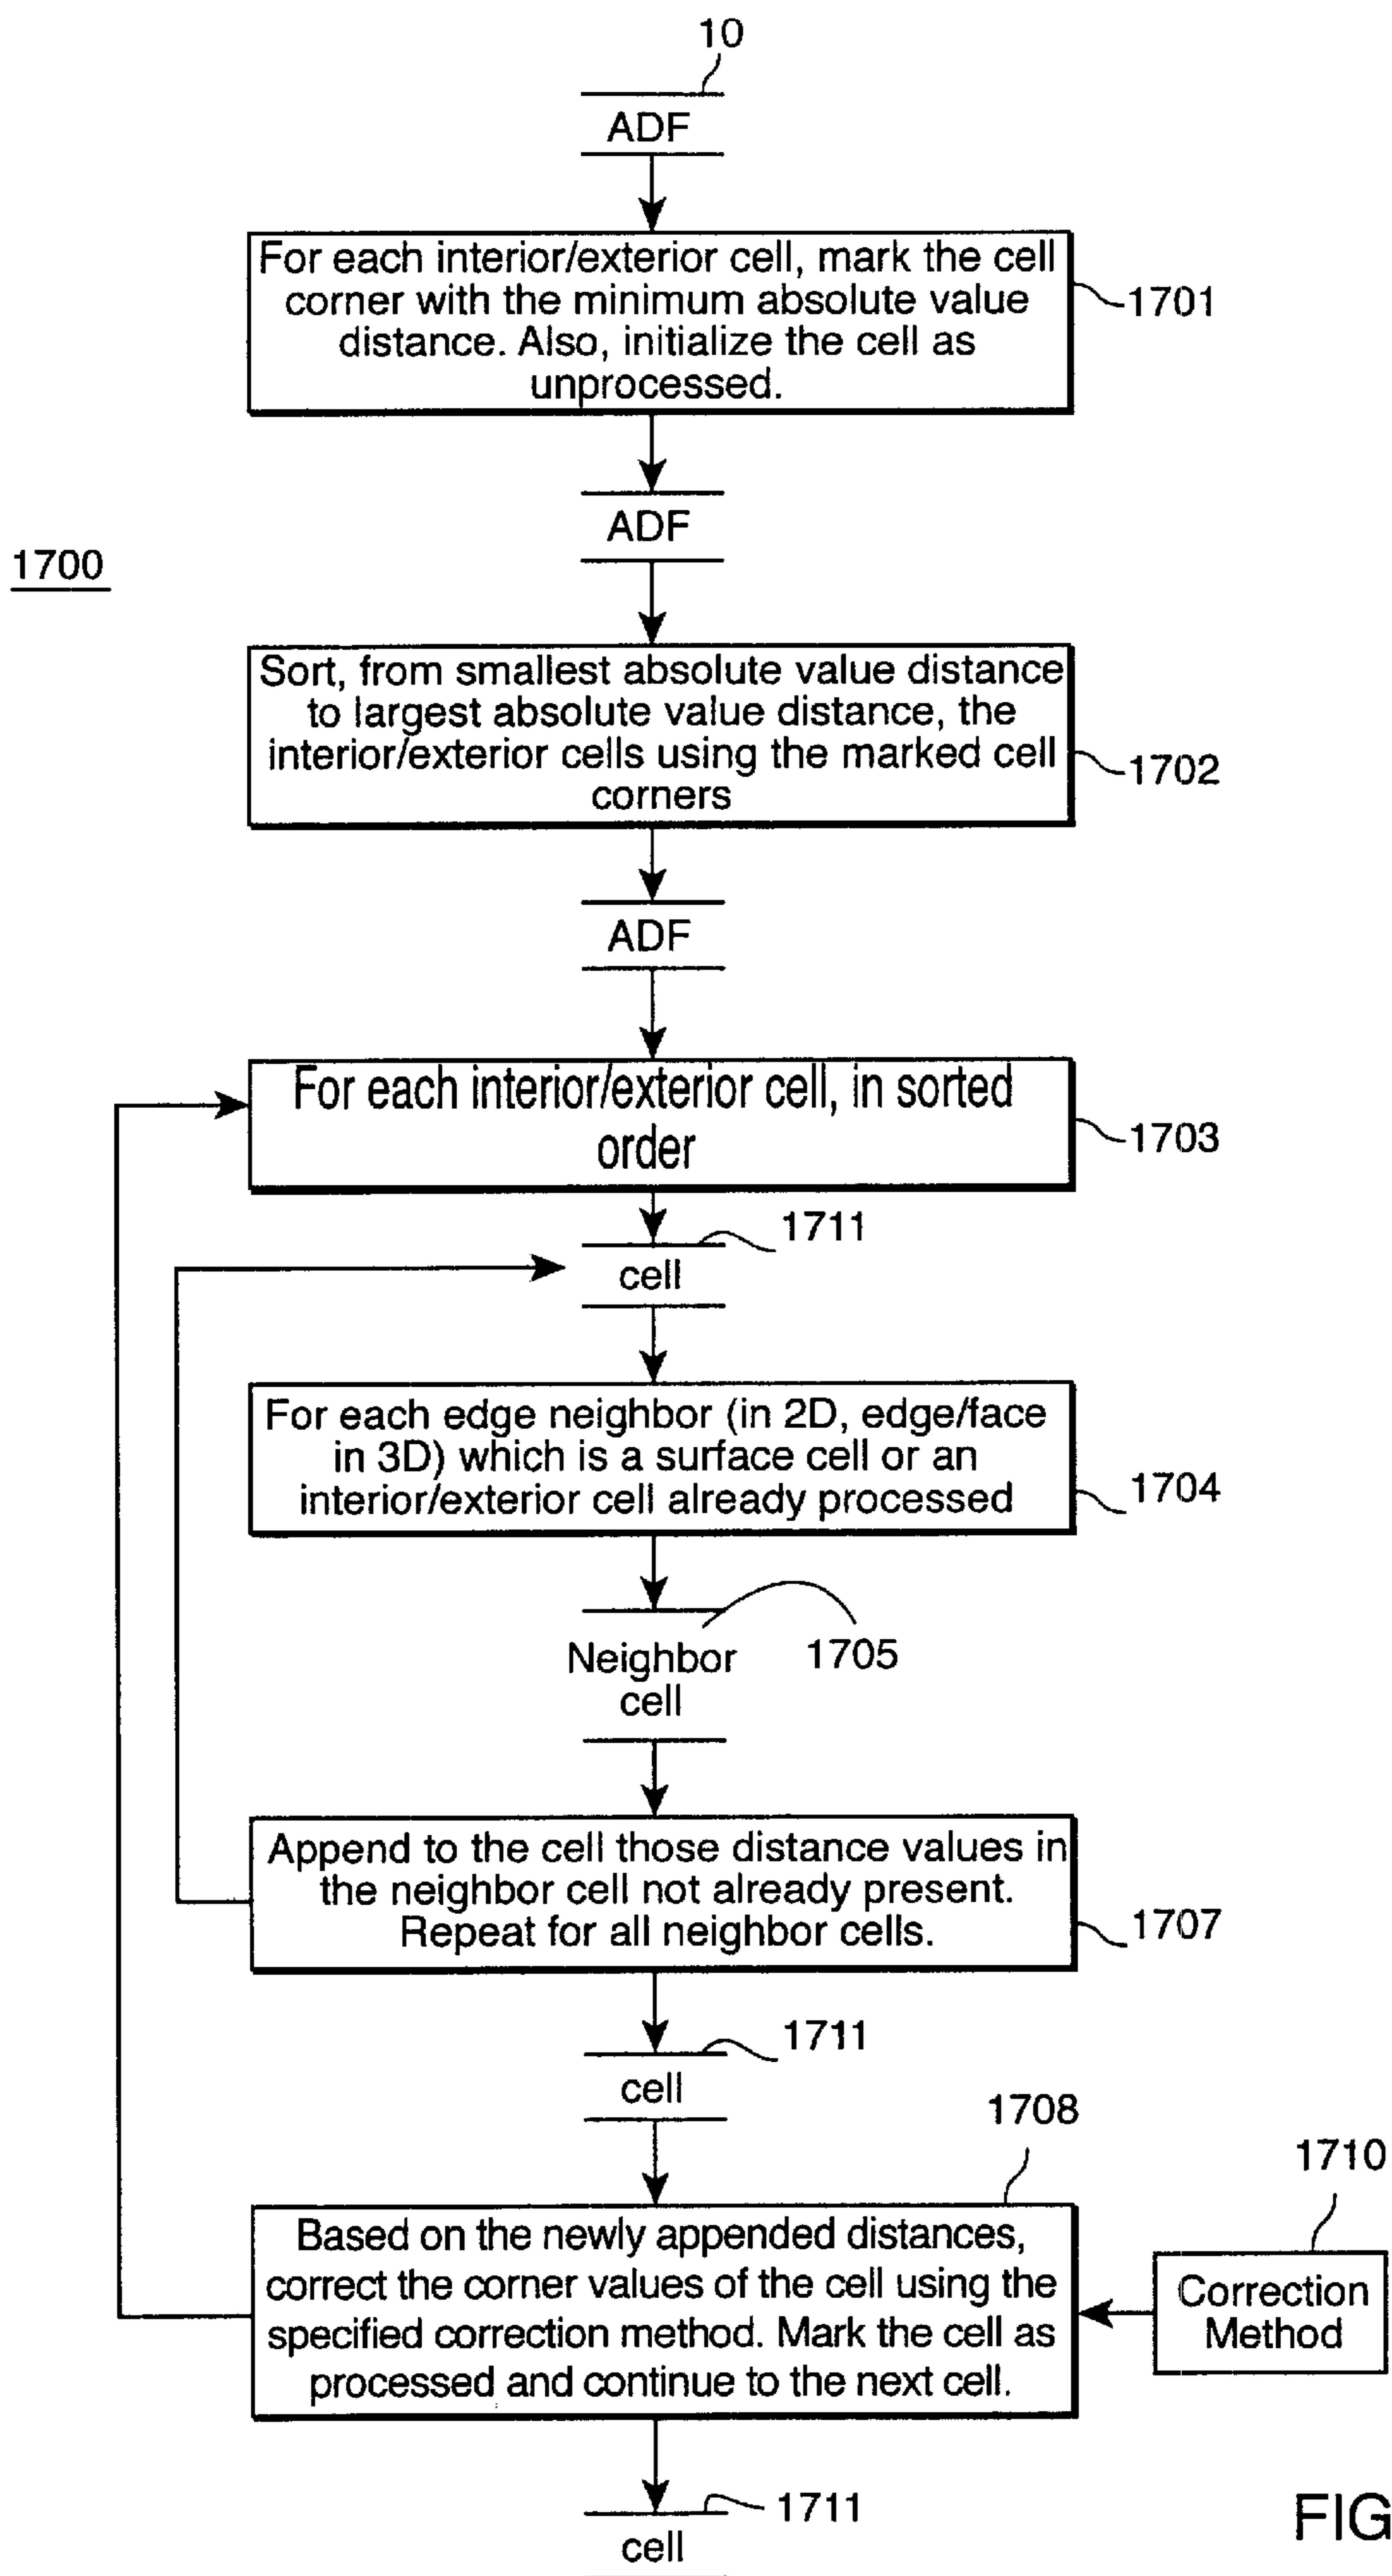 10
ADF
For each interior/exterior cell, mark the cell
corner with the minimum absolute value
distance. Also, initialize the cell as
unprocessed.
1701
ADF
1700
Sort, from smallest absolute value distance
to largest absolute value distance, the
interior/exterior cells using the marked cell
corners
1702
ADF
For each interior/exterior cell, in sorted
order
1703
1711
cell
For each edge neighbor (in 2D, edge/face
in 3D) which is a surface cell or an
interior/exterior cell already processed
1704
Neighbor
cell
1705
Append to the cell those distance values in
the neighbor cell not already present.
Repeat for all neighbor cells.
1707
1711
cell
1708
1710
Based on the newly appended distances,
correct the corner values of the cell using the
specified correction method. Mark the cell as
processed and continue to the next cell.
Correction
Method
1711
cell
FIG